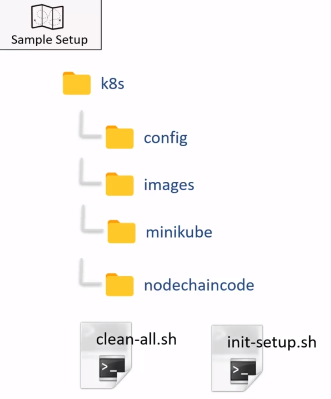 Sample Setup
k8s
config
images
minikube
nodechaincode
clean-all.sh
init-setup.sh